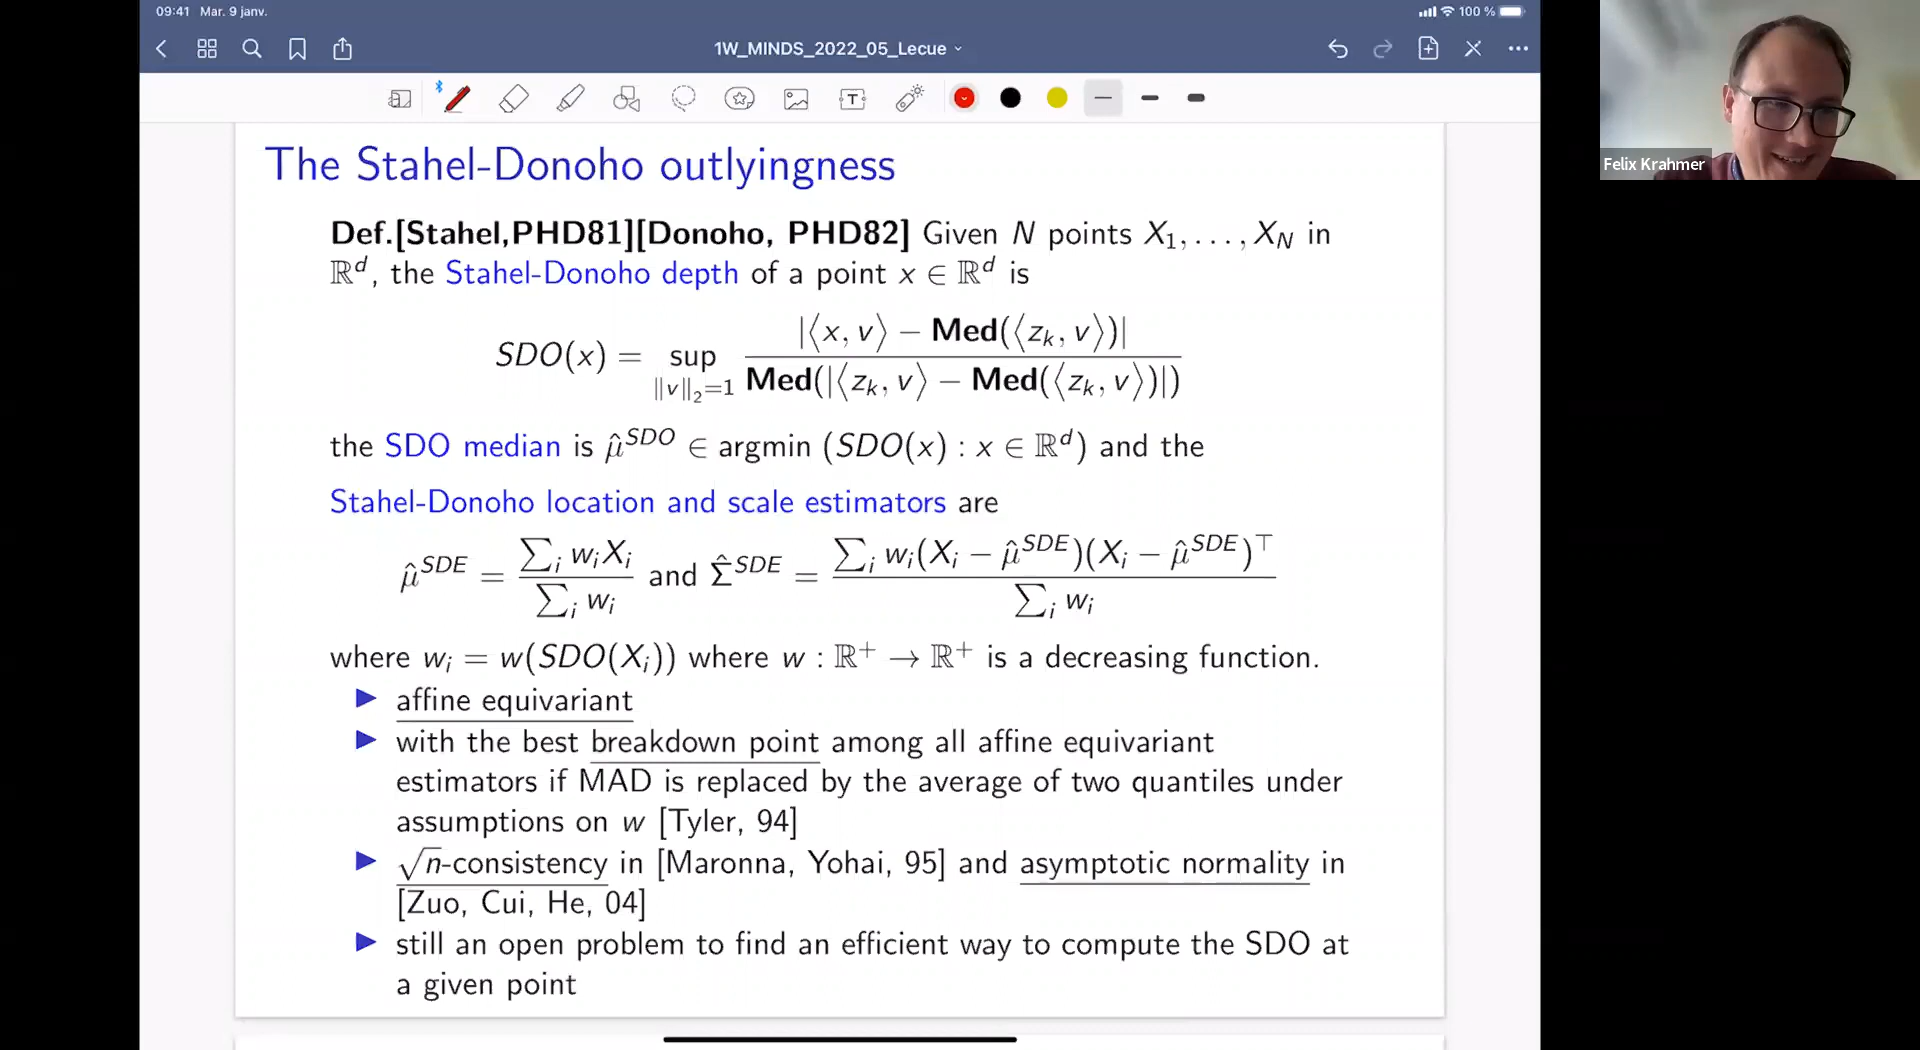 09:41 Mar. 9 janv.
100 %
1W_MINDS_2022_05_Lecue
T
Felix Krahmer
The Stahel-Donoho outlyingness
Def.[Stahel,PHD81][Donoho, PHD82] Given N points X₁, . . . , X_N in
ℝᵈ, the Stahel-Donoho depth of a point x ∈ ℝᵈ is
SDO(x) = sup_{‖v‖₂=1} |⟨x, v⟩ − Med(⟨z_k, v⟩)| / Med(|⟨z_k, v⟩ − Med(⟨z_k, v⟩)|)
the SDO median is μ̂^{SDO} ∈ argmin (SDO(x) : x ∈ ℝᵈ) and the
Stahel-Donoho location and scale estimators are
μ̂^{SDE} = ∑_i w_i X_i / ∑_i w_i and Σ̂^{SDE} = ∑_i w_i(X_i − μ̂^{SDE})(X_i − μ̂^{SDE})^⊤ / ∑_i w_i
where w_i = w(SDO(X_i)) where w : ℝ⁺ → ℝ⁺ is a decreasing function.
▶ affine equivariant
▶ with the best breakdown point among all affine equivariant
estimators if MAD is replaced by the average of two quantiles under
assumptions on w [Tyler, 94]
▶ √n-consistency in [Maronna, Yohai, 95] and asymptotic normality in
[Zuo, Cui, He, 04]
▶ still an open problem to find an efficient way to compute the SDO at
a given point